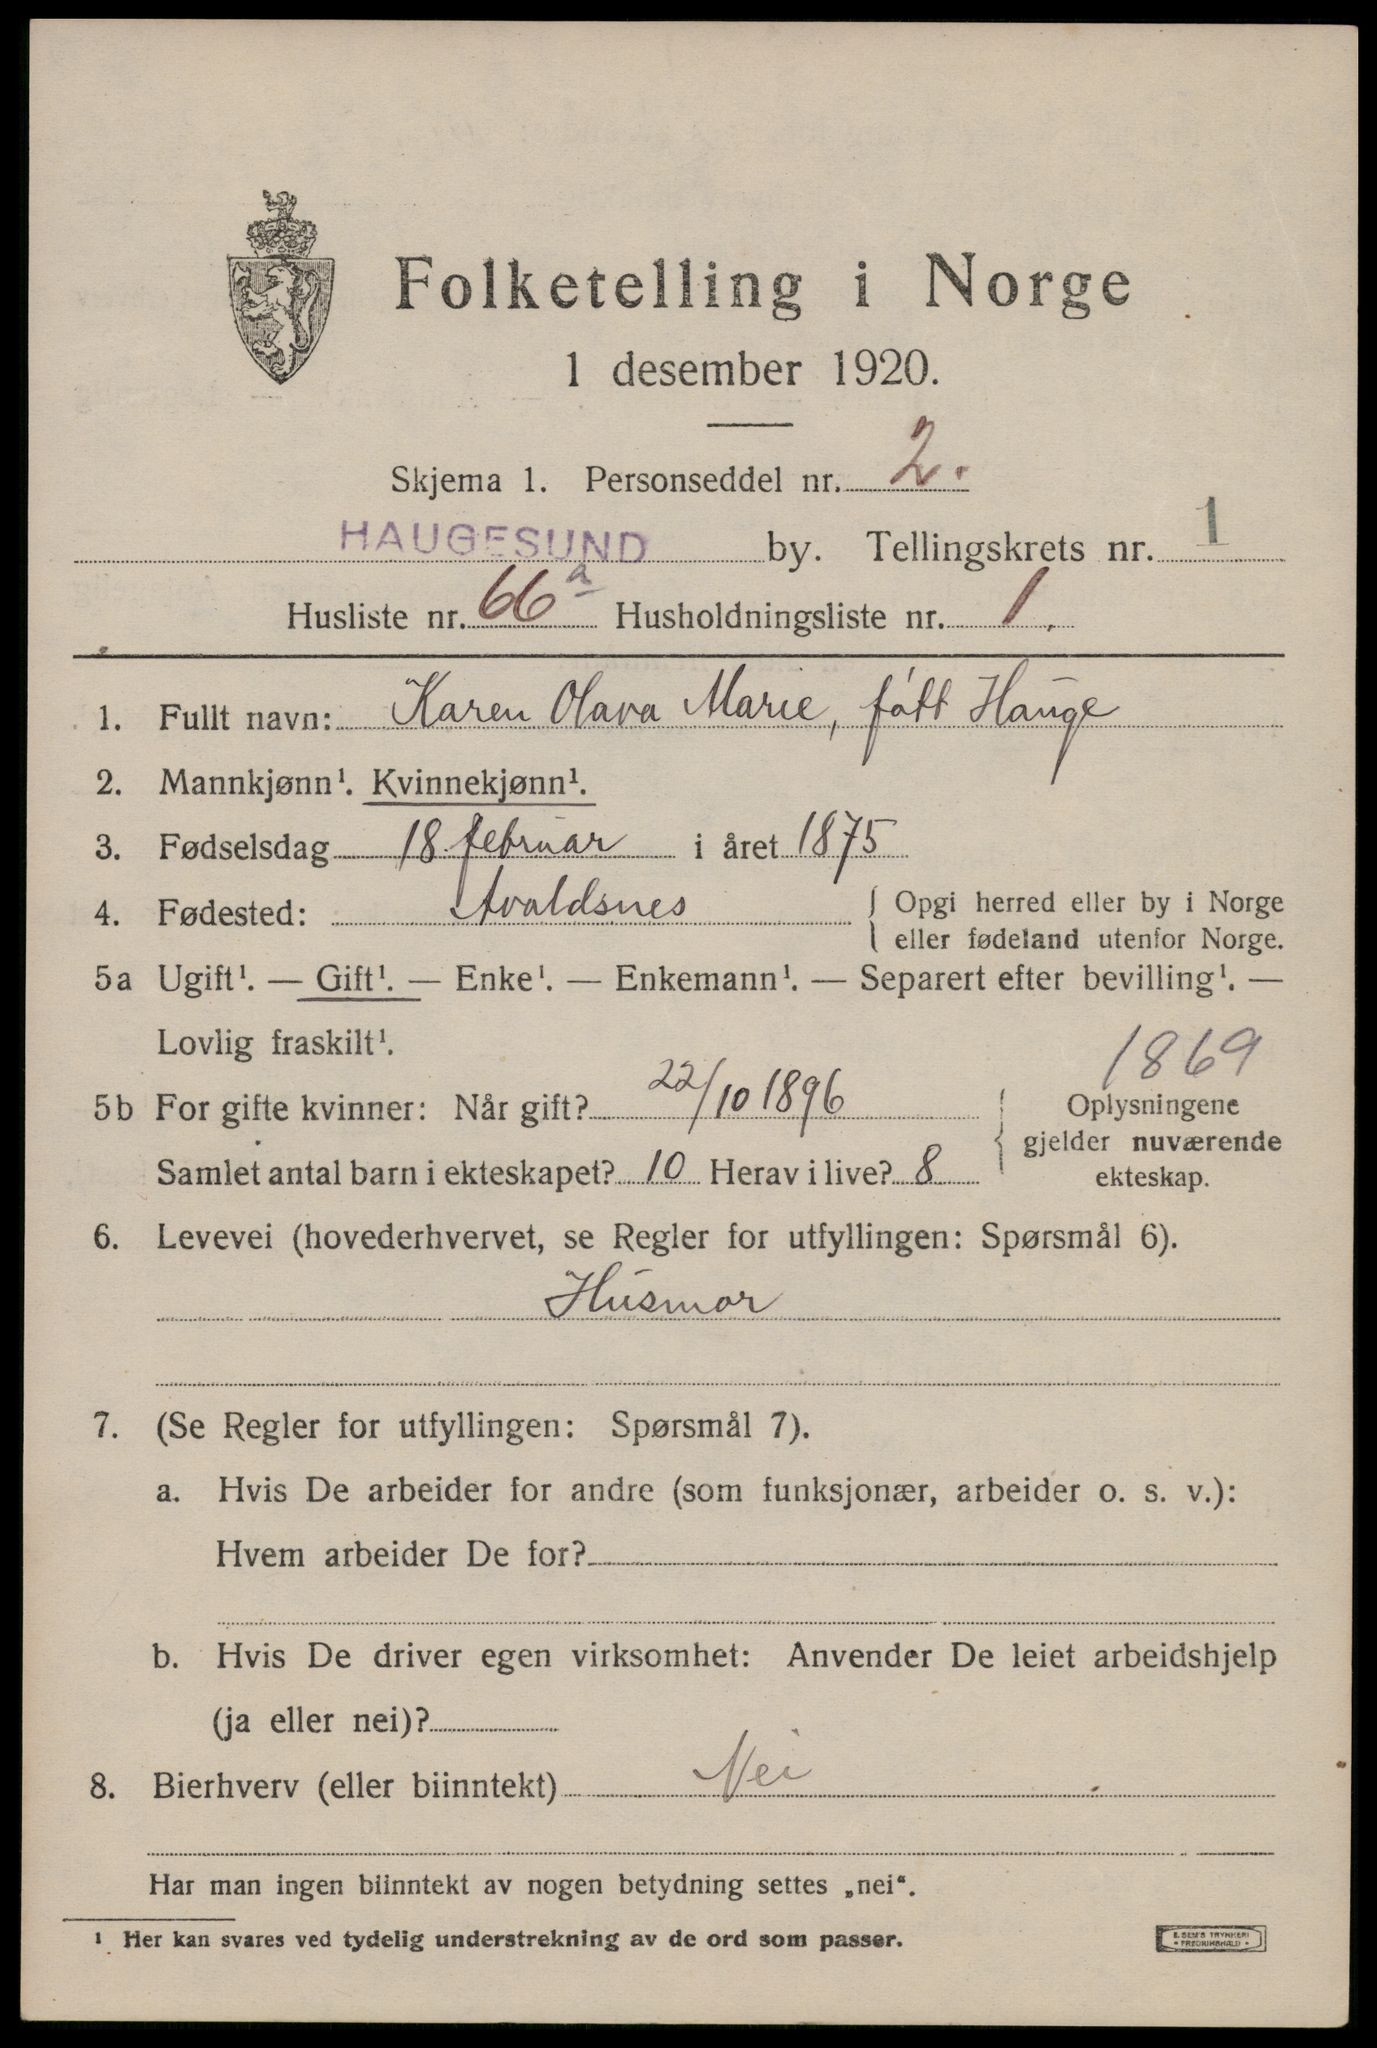 Folketelling i Norge
1 desember 1920.
Skjema 1. Personseddel nr. 2.
HAUGESUND by. Tellingskrets nr. 1
Husliste nr. 66 a Husholdningsliste nr. 1.
1. Fullt navn: Karen Olava Marie, fött Hauge
2. Mannkjønn¹. Kvinnekjønn¹.
3. Fødselsdag 18 februar i året 1875
4. Fødested: Avaldsnes { Opgi herred eller by i Norge
eller fødeland utenfor Norge.
5a Ugift¹. — Gift¹. — Enke¹. — Enkemann¹. — Separert efter bevilling¹. —
Lovlig fraskilt¹.
1869
5b For gifte kvinner: Når gift? 22/10 1896 { Oplysningene
gjelder nuværende
Samlet antal barn i ekteskapet? 10 Herav i live? 8 ekteskap.
6. Levevei (hovederhvervet, se Regler for utfyllingen: Spørsmål 6).
Husmor
7. (Se Regler for utfyllingen: Spørsmål 7).
a. Hvis De arbeider for andre (som funksjonær, arbeider o. s. v.):
Hvem arbeider De for?
b. Hvis De driver egen virksomhet: Anvender De leiet arbeidshjelp
(ja eller nei)?
8. Bierhverv (eller biinntekt) Nei
Har man ingen biinntekt av nogen betydning settes „nei“.
¹ Her kan svares ved tydelig understrekning av de ord som passer.
E. SEM'S TRYKKERI
• FREDRIKSHALD •